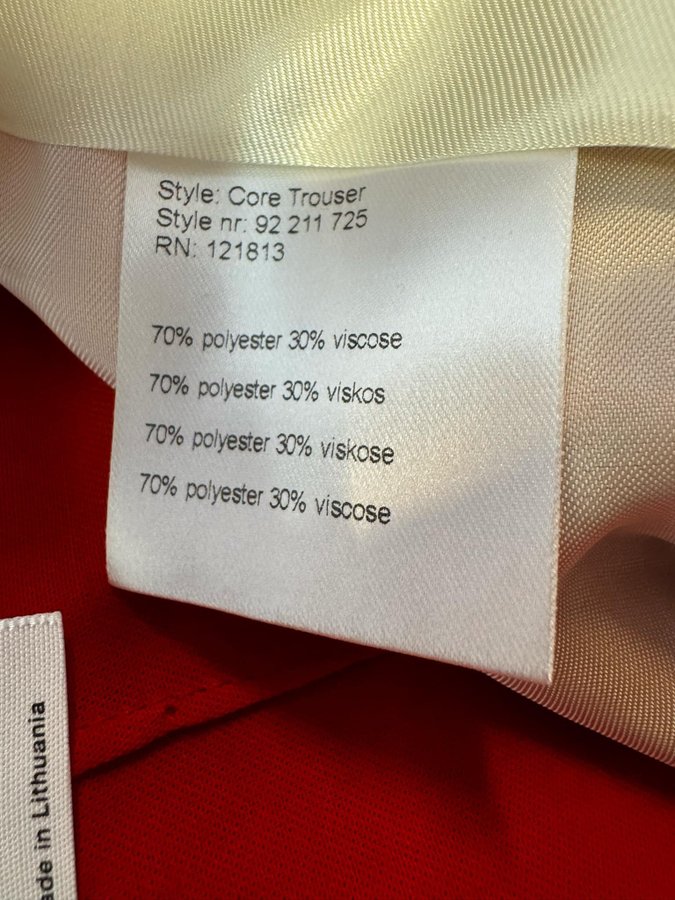 Style: Core Trouser
Style nr: 92 211 725
RN: 121813
70% polyester 30% viscose
70% polyester 30% viskos
70% polyester 30% viskose
70% polyester 30% viscose
ade in Lithuania